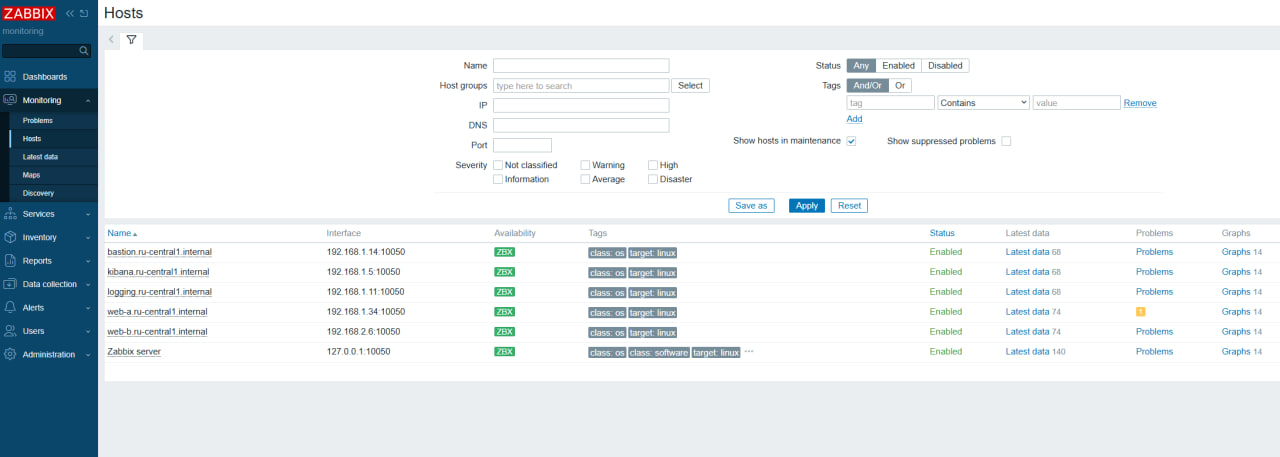 ZABBIX
monitoring
Dashboards
Monitoring
Problems
Hosts
Latest data
Maps
Discovery
Services
Inventory
Reports
Data collection
Alerts
Users
Administration
Hosts
Name
Host groups type here to search Select
IP
DNS
Port
Severity Not classified Warning High
Information Average Disaster
Status Any Enabled Disabled
Tags And/Or Or
tag Contains value Remove
Add
Show hosts in maintenance Show suppressed problems
Save as Apply Reset
Name Interface Availability Tags Status Latest data Problems Graphs
bastion.ru-central1.internal 192.168.1.14:10050 ZBX class: os target: linux Enabled Latest data 68 Problems Graphs 14
kibana.ru-central1.internal 192.168.1.5:10050 ZBX class: os target: linux Enabled Latest data 68 Problems Graphs 14
logging.ru-central1.internal 192.168.1.11:10050 ZBX class: os target: linux Enabled Latest data 68 Problems Graphs 14
web-a.ru-central1.internal 192.168.1.34:10050 ZBX class: os target: linux Enabled Latest data 74 1 Graphs 14
web-b.ru-central1.internal 192.168.2.6:10050 ZBX class: os target: linux Enabled Latest data 74 Problems Graphs 14
Zabbix server 127.0.0.1:10050 ZBX class: os class: software target: linux ••• Enabled Latest data 140 Problems Graphs 14